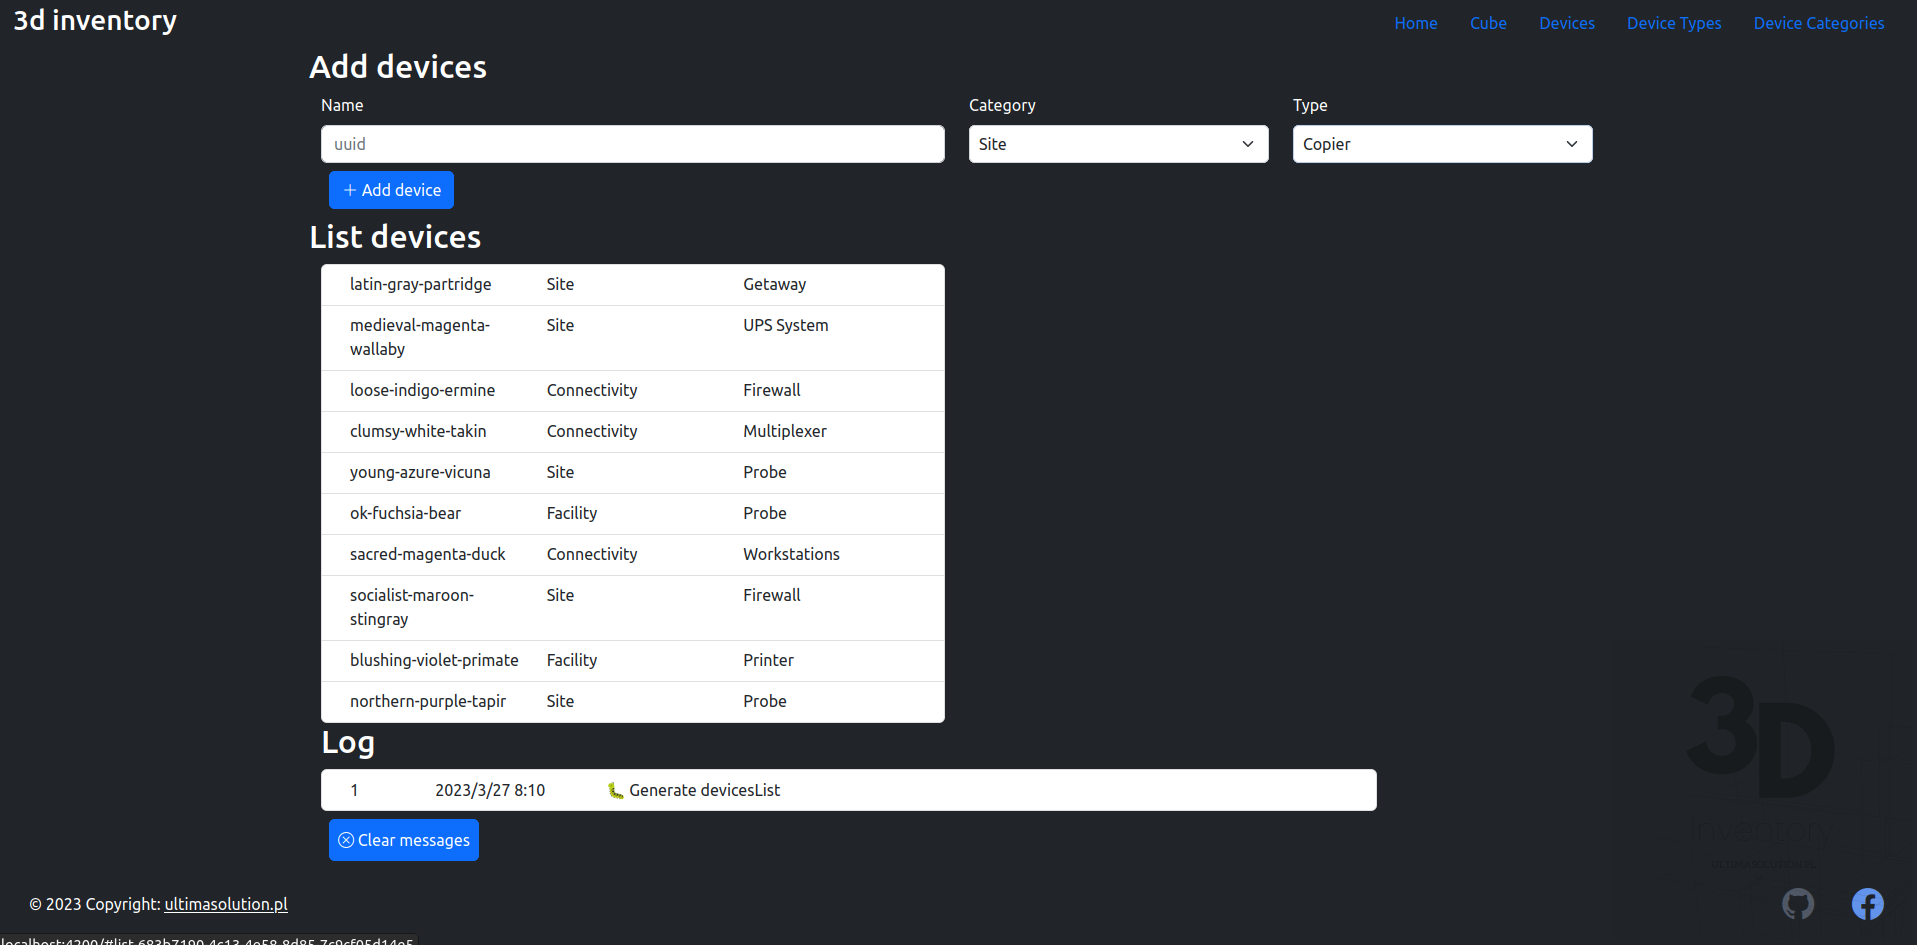 3d inventory
Home Cube Devices Device Types Device Categories
Add devices
Name Category Type
uuid Site Copier
+ Add device
List devices
latin-gray-partridge Site Getaway
medieval-magenta- Site UPS System
wallaby
loose-indigo-ermine Connectivity Firewall
clumsy-white-takin Connectivity Multiplexer
young-azure-vicuna Site Probe
ok-fuchsia-bear Facility Probe
sacred-magenta-duck Connectivity Workstations
socialist-maroon- Site Firewall
stingray
blushing-violet-primate Facility Printer
northern-purple-tapir Site Probe
3D
Inventory
Log
1 2023/3/27 8:10 🐛 Generate devicesList
Clear messages
© 2023 Copyright: ultimasolution.pl
localhost:4200/#list-683b7190-4c13-4e58-8d85-7c9cf05d14e5